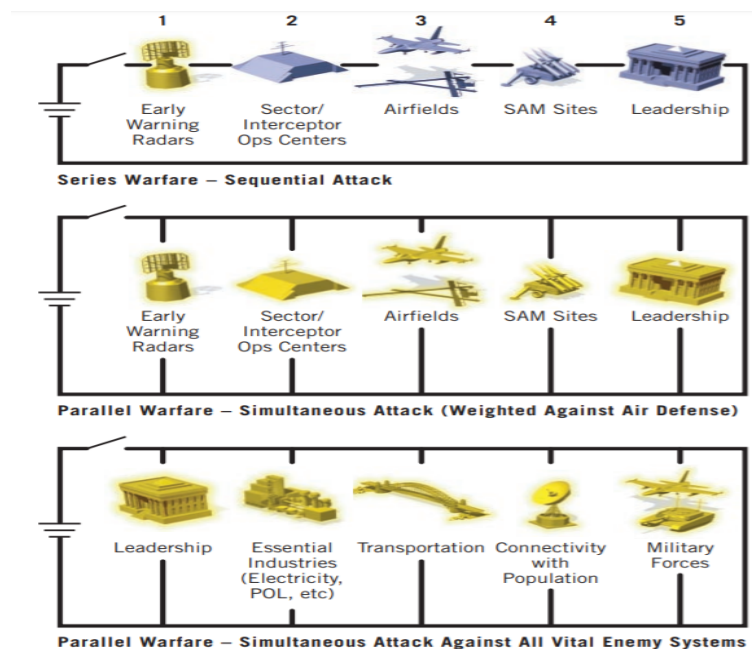 1 2 3 4 5
Early Warning Radars
Sector/ Interceptor Ops Centers
Airfields
SAM Sites
Leadership
Series Warfare – Sequential Attack
Early Warning Radars
Sector/ Interceptor Ops Centers
Airfields
SAM Sites
Leadership
Parallel Warfare – Simultaneous Attack (Weighted Against Air Defense)
Leadership
Essential Industries (Electricity, POL, etc)
Transportation
Connectivity with Population
Military Forces
Parallel Warfare – Simultaneous Attack Against All Vital Enemy Systems